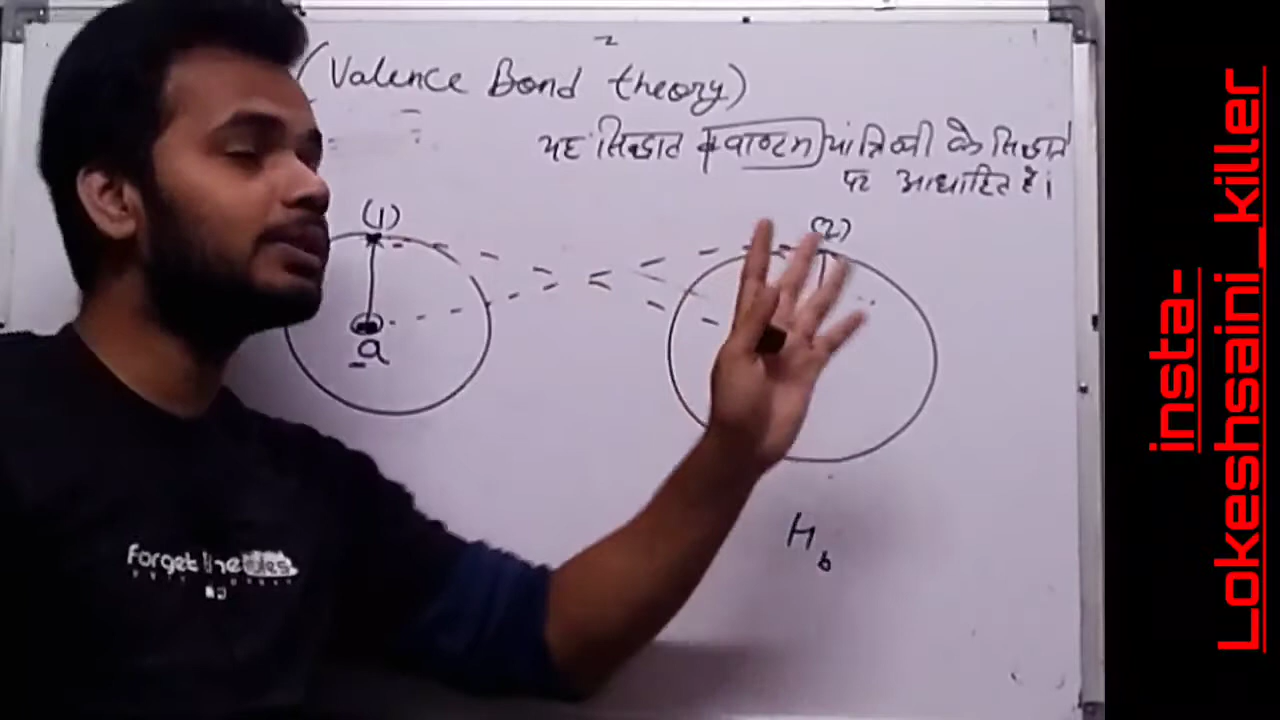 (Valence Bond theory)
यह सिद्धांत क्वाण्टम यांत्रिकी के सिद्धान्त
पर आधारित है।
(1)
(2)
a
H b
forget the rules
insta-
Lokeshsaini_killer